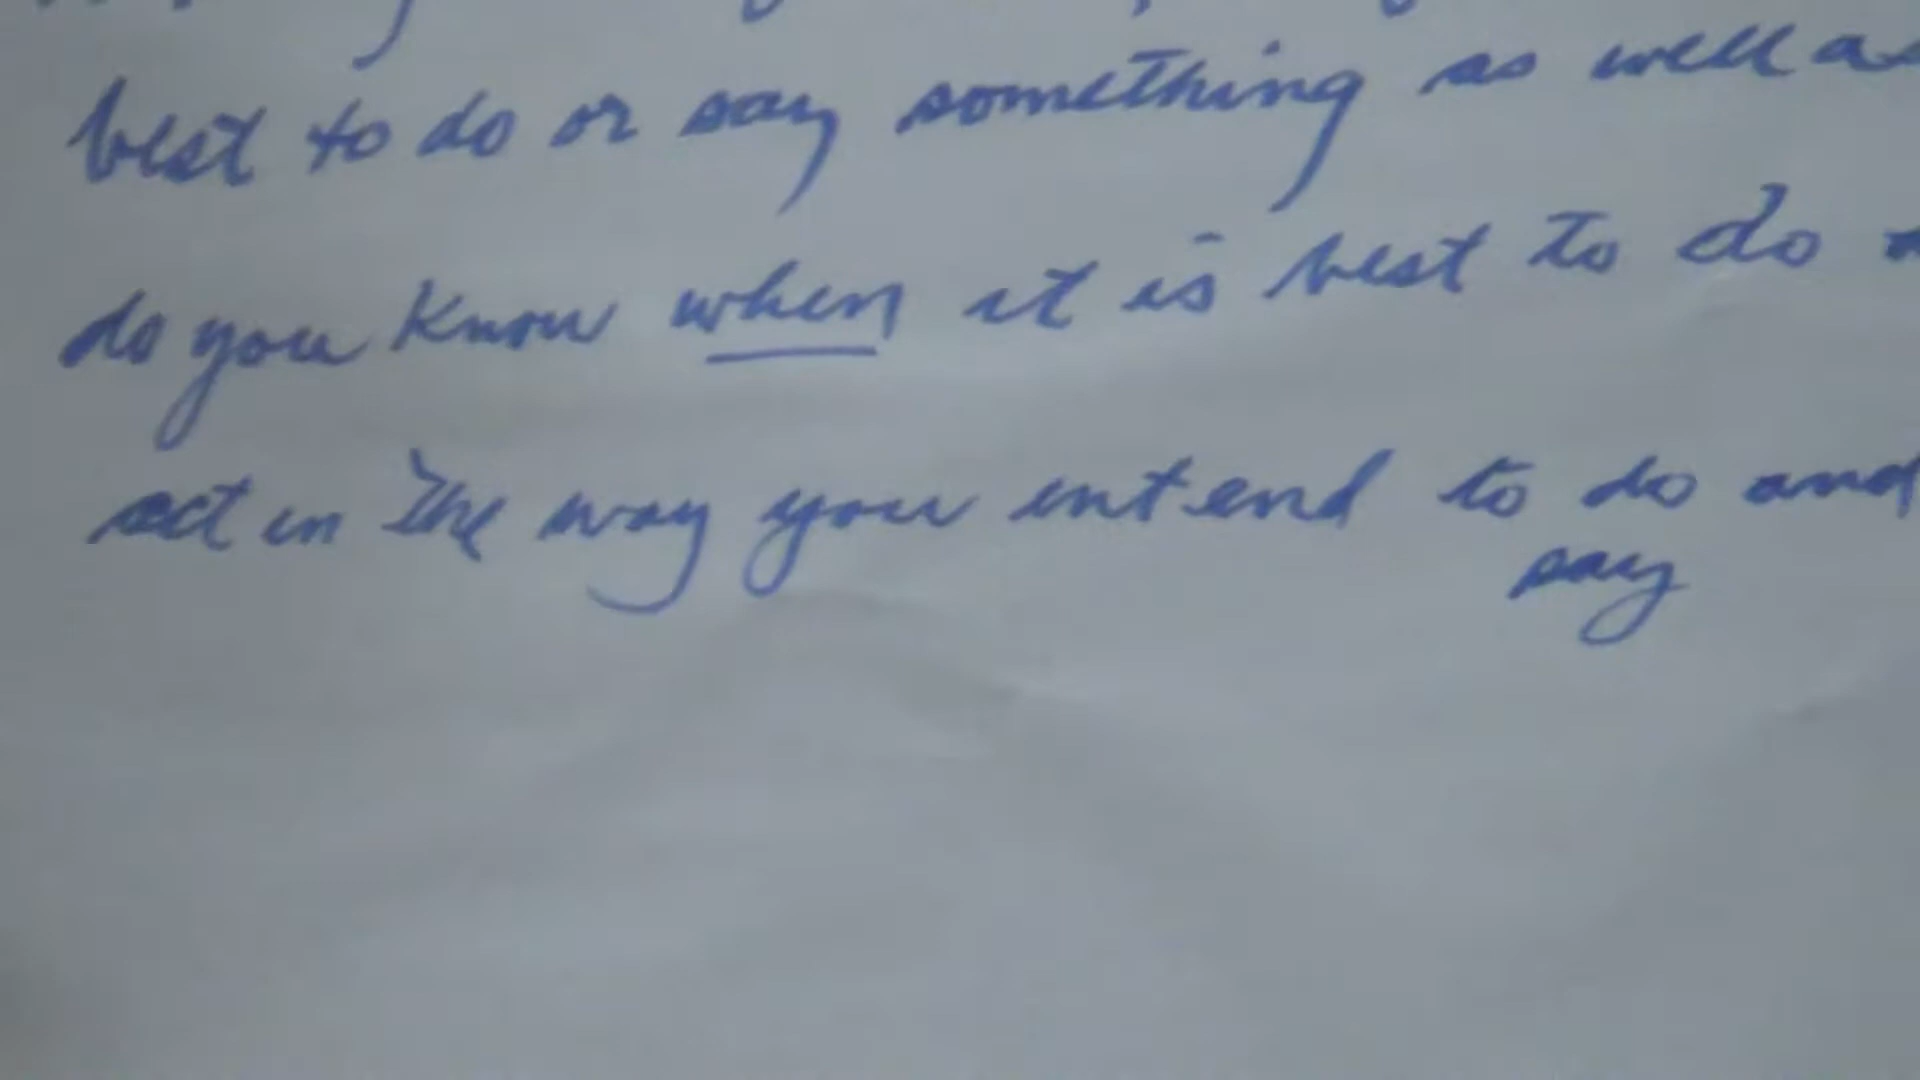 best to do or say something as well as
do you know when it is best to do
act in the way you intend to do and
say